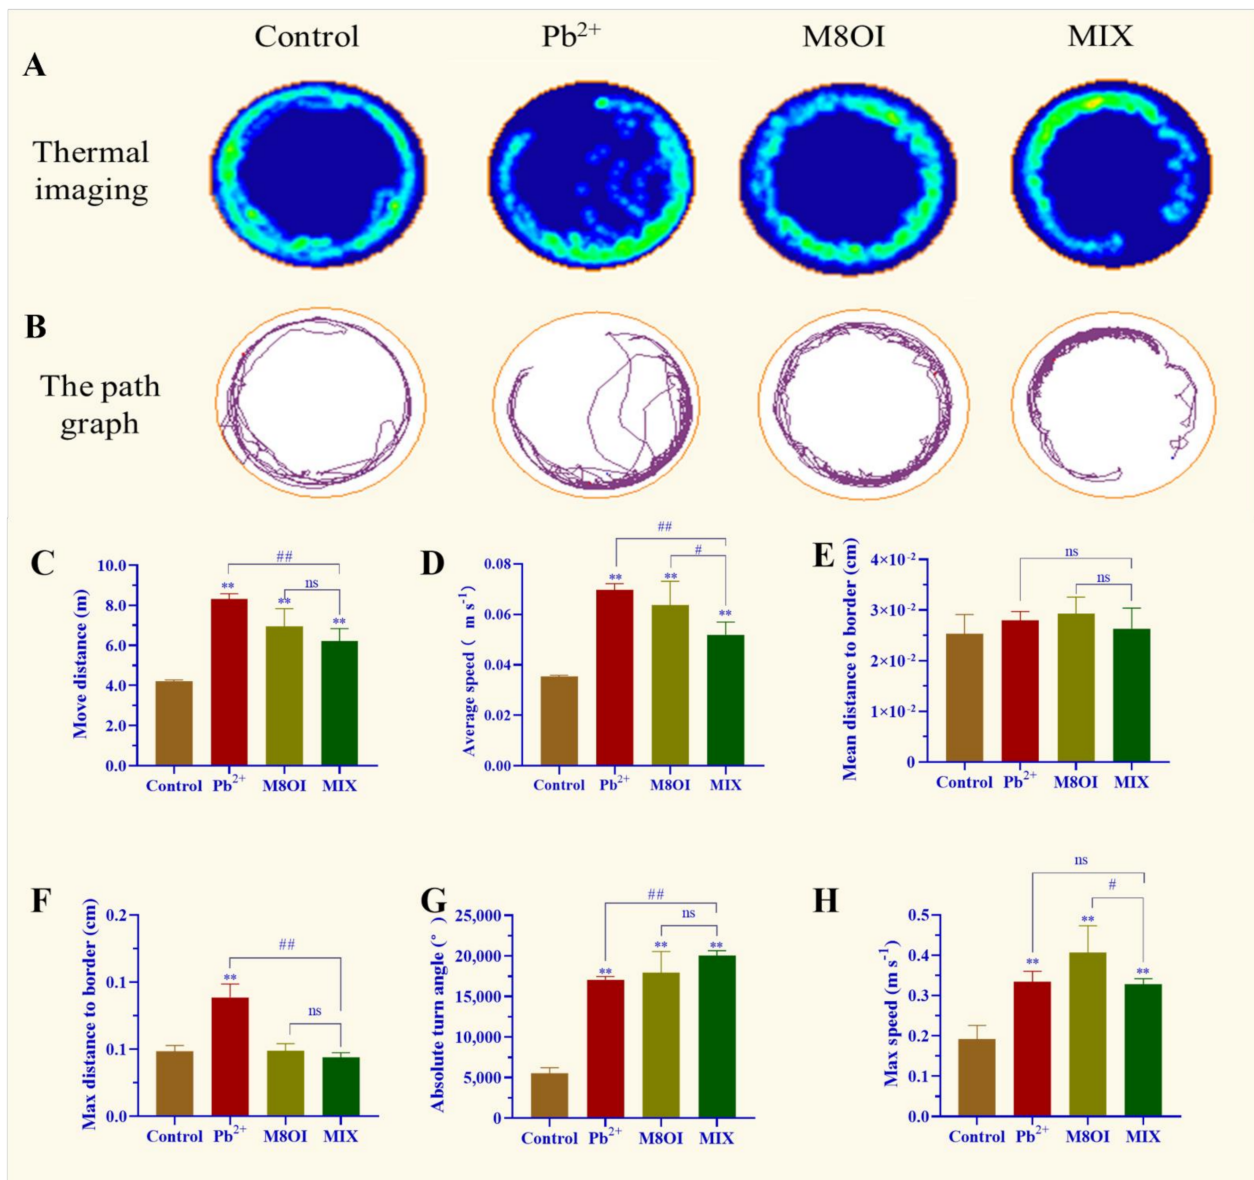 Control Pb²⁺ M8OI MIX
A
Thermal
imaging
B
The path
graph
C
##
ns
** ** **
Move distance (m)
10.0
8.0
6.0
4.0
2.0
0.0
Control Pb²⁺ M8OI MIX
D
##
#
** ** **
Average speed ( m s⁻¹)
0.08
0.06
0.04
0.02
0.00
Control Pb²⁺ M8OI MIX
E
ns
ns
Mean distance to border (cm)
4×10⁻²
3×10⁻²
2×10⁻²
1×10⁻²
0
Control Pb²⁺ M8OI MIX
F
##
**
ns
Max distance to border (cm)
0.2
0.1
0.1
0.0
Control Pb²⁺ M8OI MIX
G
##
ns
** ** **
Absolute turn angle (°)
25,000
20,000
15,000
10,000
5,000
0
Control Pb²⁺ M8OI MIX
H
ns
#
** ** **
Max speed (m s⁻¹)
0.5
0.4
0.3
0.2
0.1
0.0
Control Pb²⁺ M8OI MIX